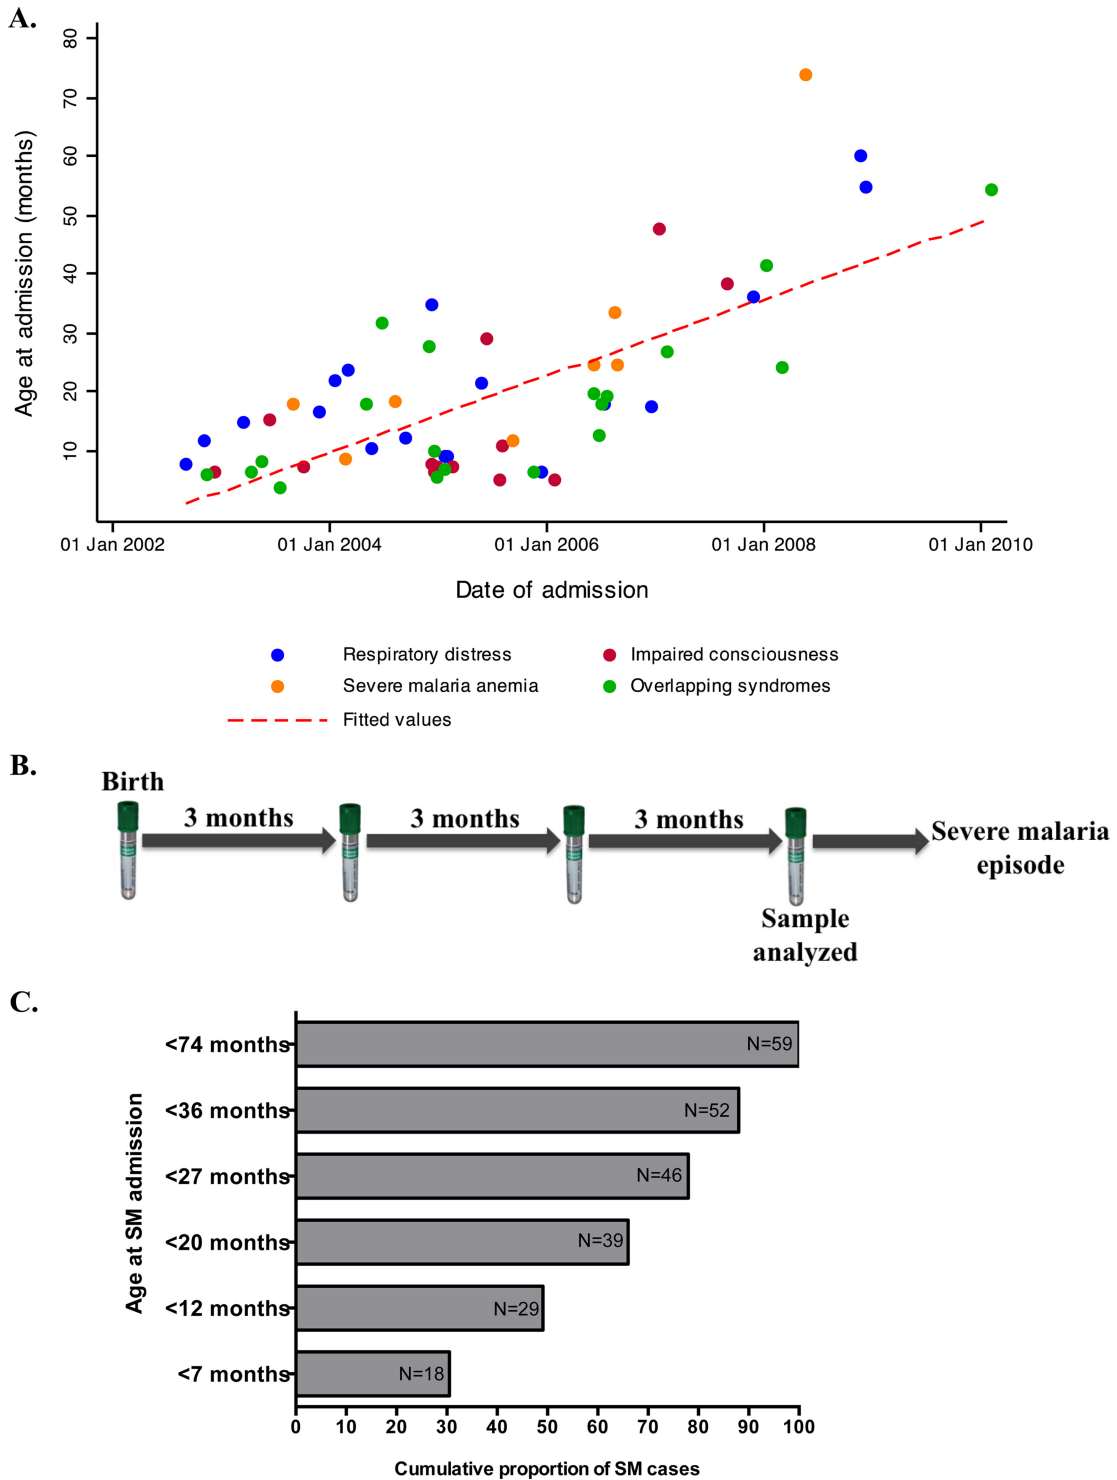 A.
80
70
60
50
40
30
20
10
Age at admission (months)
01 Jan 2002
01 Jan 2004
01 Jan 2006
01 Jan 2008
01 Jan 2010
Date of admission
Respiratory distress
Impaired consciousness
Severe malaria anemia
Overlapping syndromes
Fitted values
B.
Birth
3 months
3 months
3 months
Severe malaria
episode
Sample
analyzed
C.
Age at SM admission
<74 months
N=59
<36 months
N=52
<27 months
N=46
<20 months
N=39
<12 months
N=29
<7 months
N=18
0 10 20 30 40 50 60 70 80 90 100
Cumulative proportion of SM cases